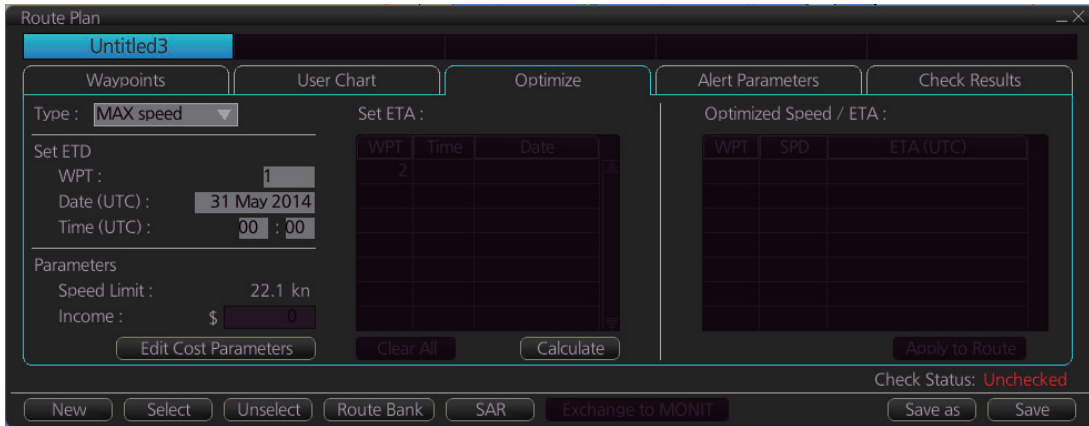 Route Plan
Untitled3
Waypoints User Chart Optimize Alert Parameters Check Results
Type : MAX speed
Set ETD
WPT : 1
Date (UTC) : 31 May 2014
Time (UTC) : 00 : 00
Parameters
Speed Limit : 22.1 kn
Income : $ 0
Edit Cost Parameters
Set ETA :
WPT Time Date
2
Clear All Calculate
Optimized Speed / ETA :
WPT SPD ETA (UTC)
Apply to Route
Check Status: Unchecked
New Select Unselect Route Bank SAR Exchange to MONIT Save as Save